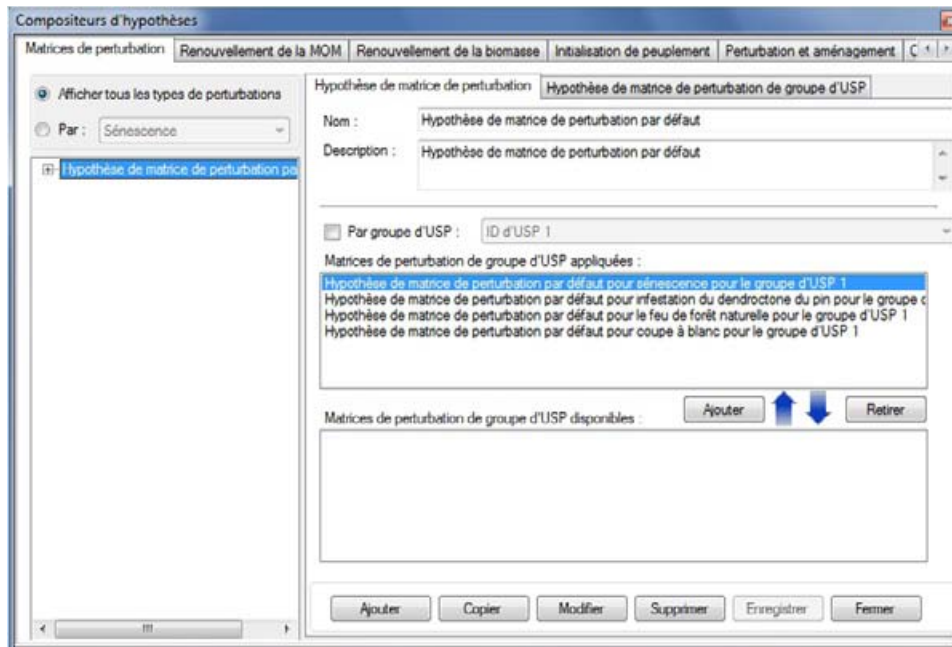 Compositeurs d'hypothèses
Matrices de perturbation
Renouvellement de la MOM
Renouvellement de la biomasse
Initialisation de peuplement
Perturbation et aménagement
Afficher tous les types de perturbations
Par :
Sénescence
Hypothèse de matrice de perturbation pa
Hypothèse de matrice de perturbation
Hypothèse de matrice de perturbation de groupe d'USP
Nom :
Hypothèse de matrice de perturbation par défaut
Description :
Hypothèse de matrice de perturbation par défaut
Par groupe d'USP :
ID d'USP 1
Matrices de perturbation de groupe d'USP appliquées :
Hypothèse de matrice de perturbation par défaut pour sénescence pour le groupe d'USP 1
Hypothèse de matrice de perturbation par défaut pour infestation du dendroctone du pin pour le groupe
Hypothèse de matrice de perturbation par défaut pour le feu de forêt naturelle pour le groupe d'USP 1
Hypothèse de matrice de perturbation par défaut pour coupe à blanc pour le groupe d'USP 1
Ajouter
Retirer
Matrices de perturbation de groupe d'USP disponibles :
Ajouter
Copier
Modifier
Supprimer
Enregistrer
Fermer